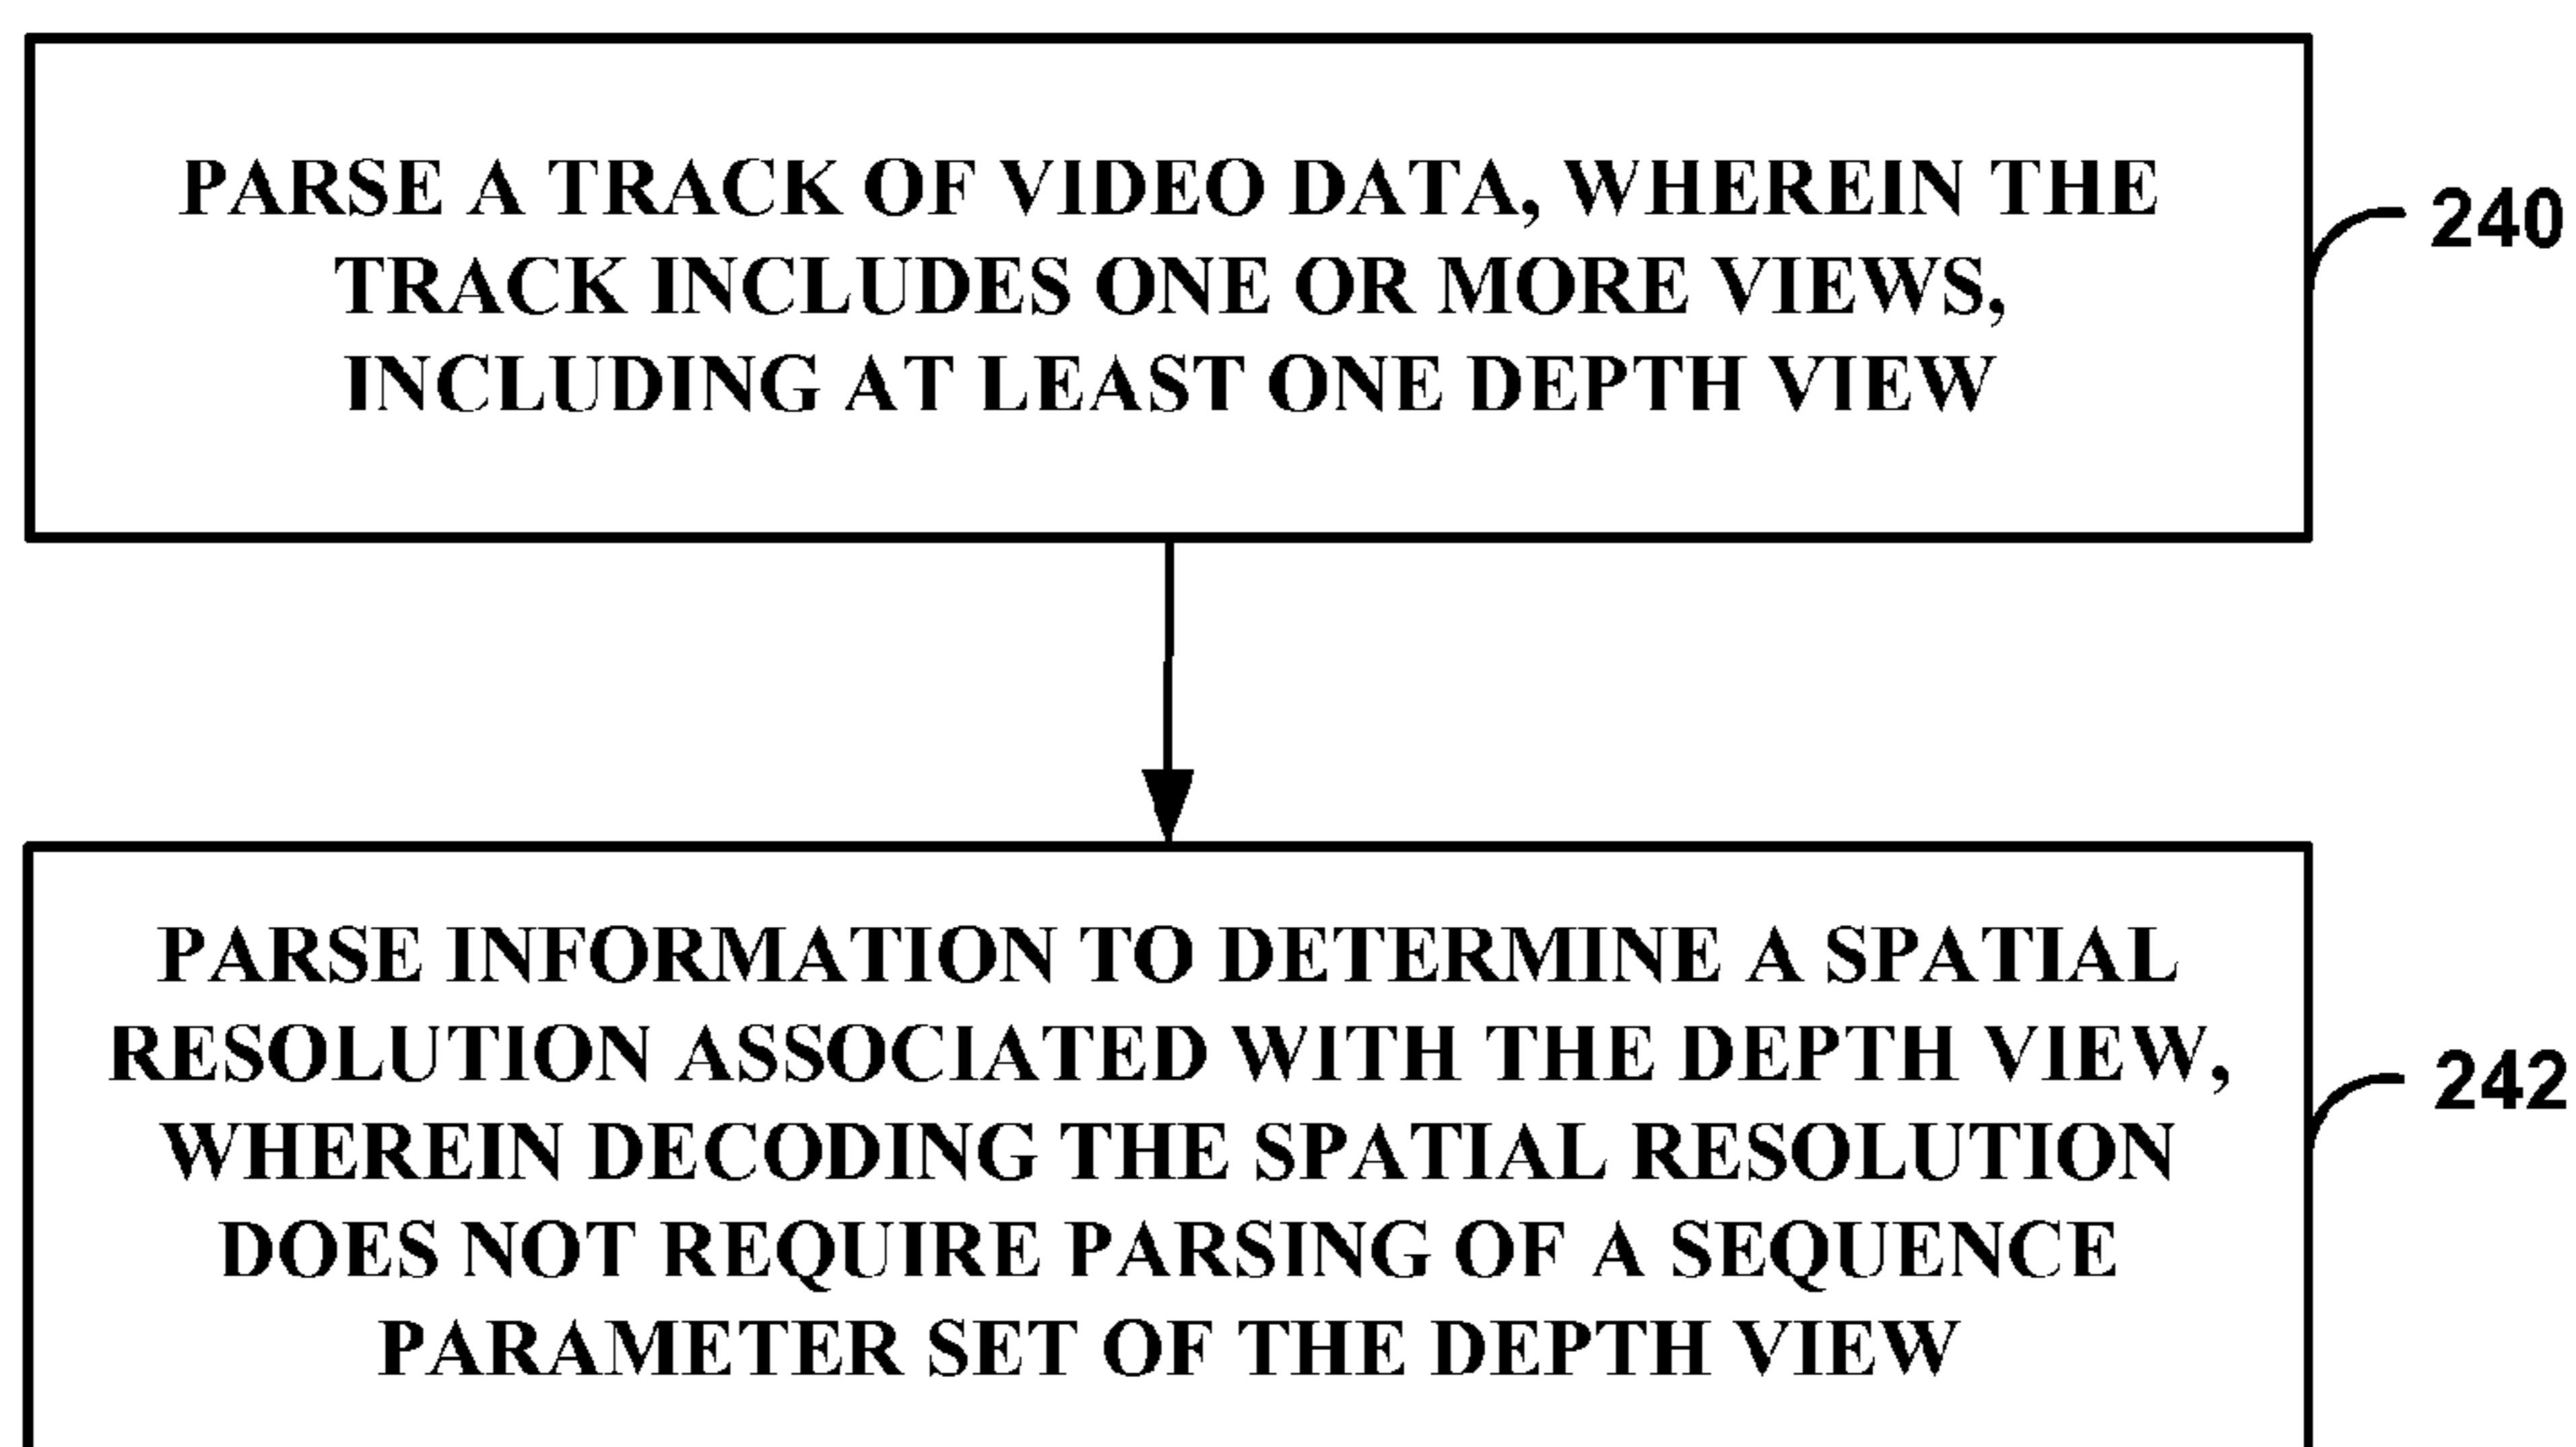 PARSE A TRACK OF VIDEO DATA, WHEREIN THE
TRACK INCLUDES ONE OR MORE VIEWS,
INCLUDING AT LEAST ONE DEPTH VIEW
240
PARSE INFORMATION TO DETERMINE A SPATIAL
RESOLUTION ASSOCIATED WITH THE DEPTH VIEW,
WHEREIN DECODING THE SPATIAL RESOLUTION
DOES NOT REQUIRE PARSING OF A SEQUENCE
PARAMETER SET OF THE DEPTH VIEW
242